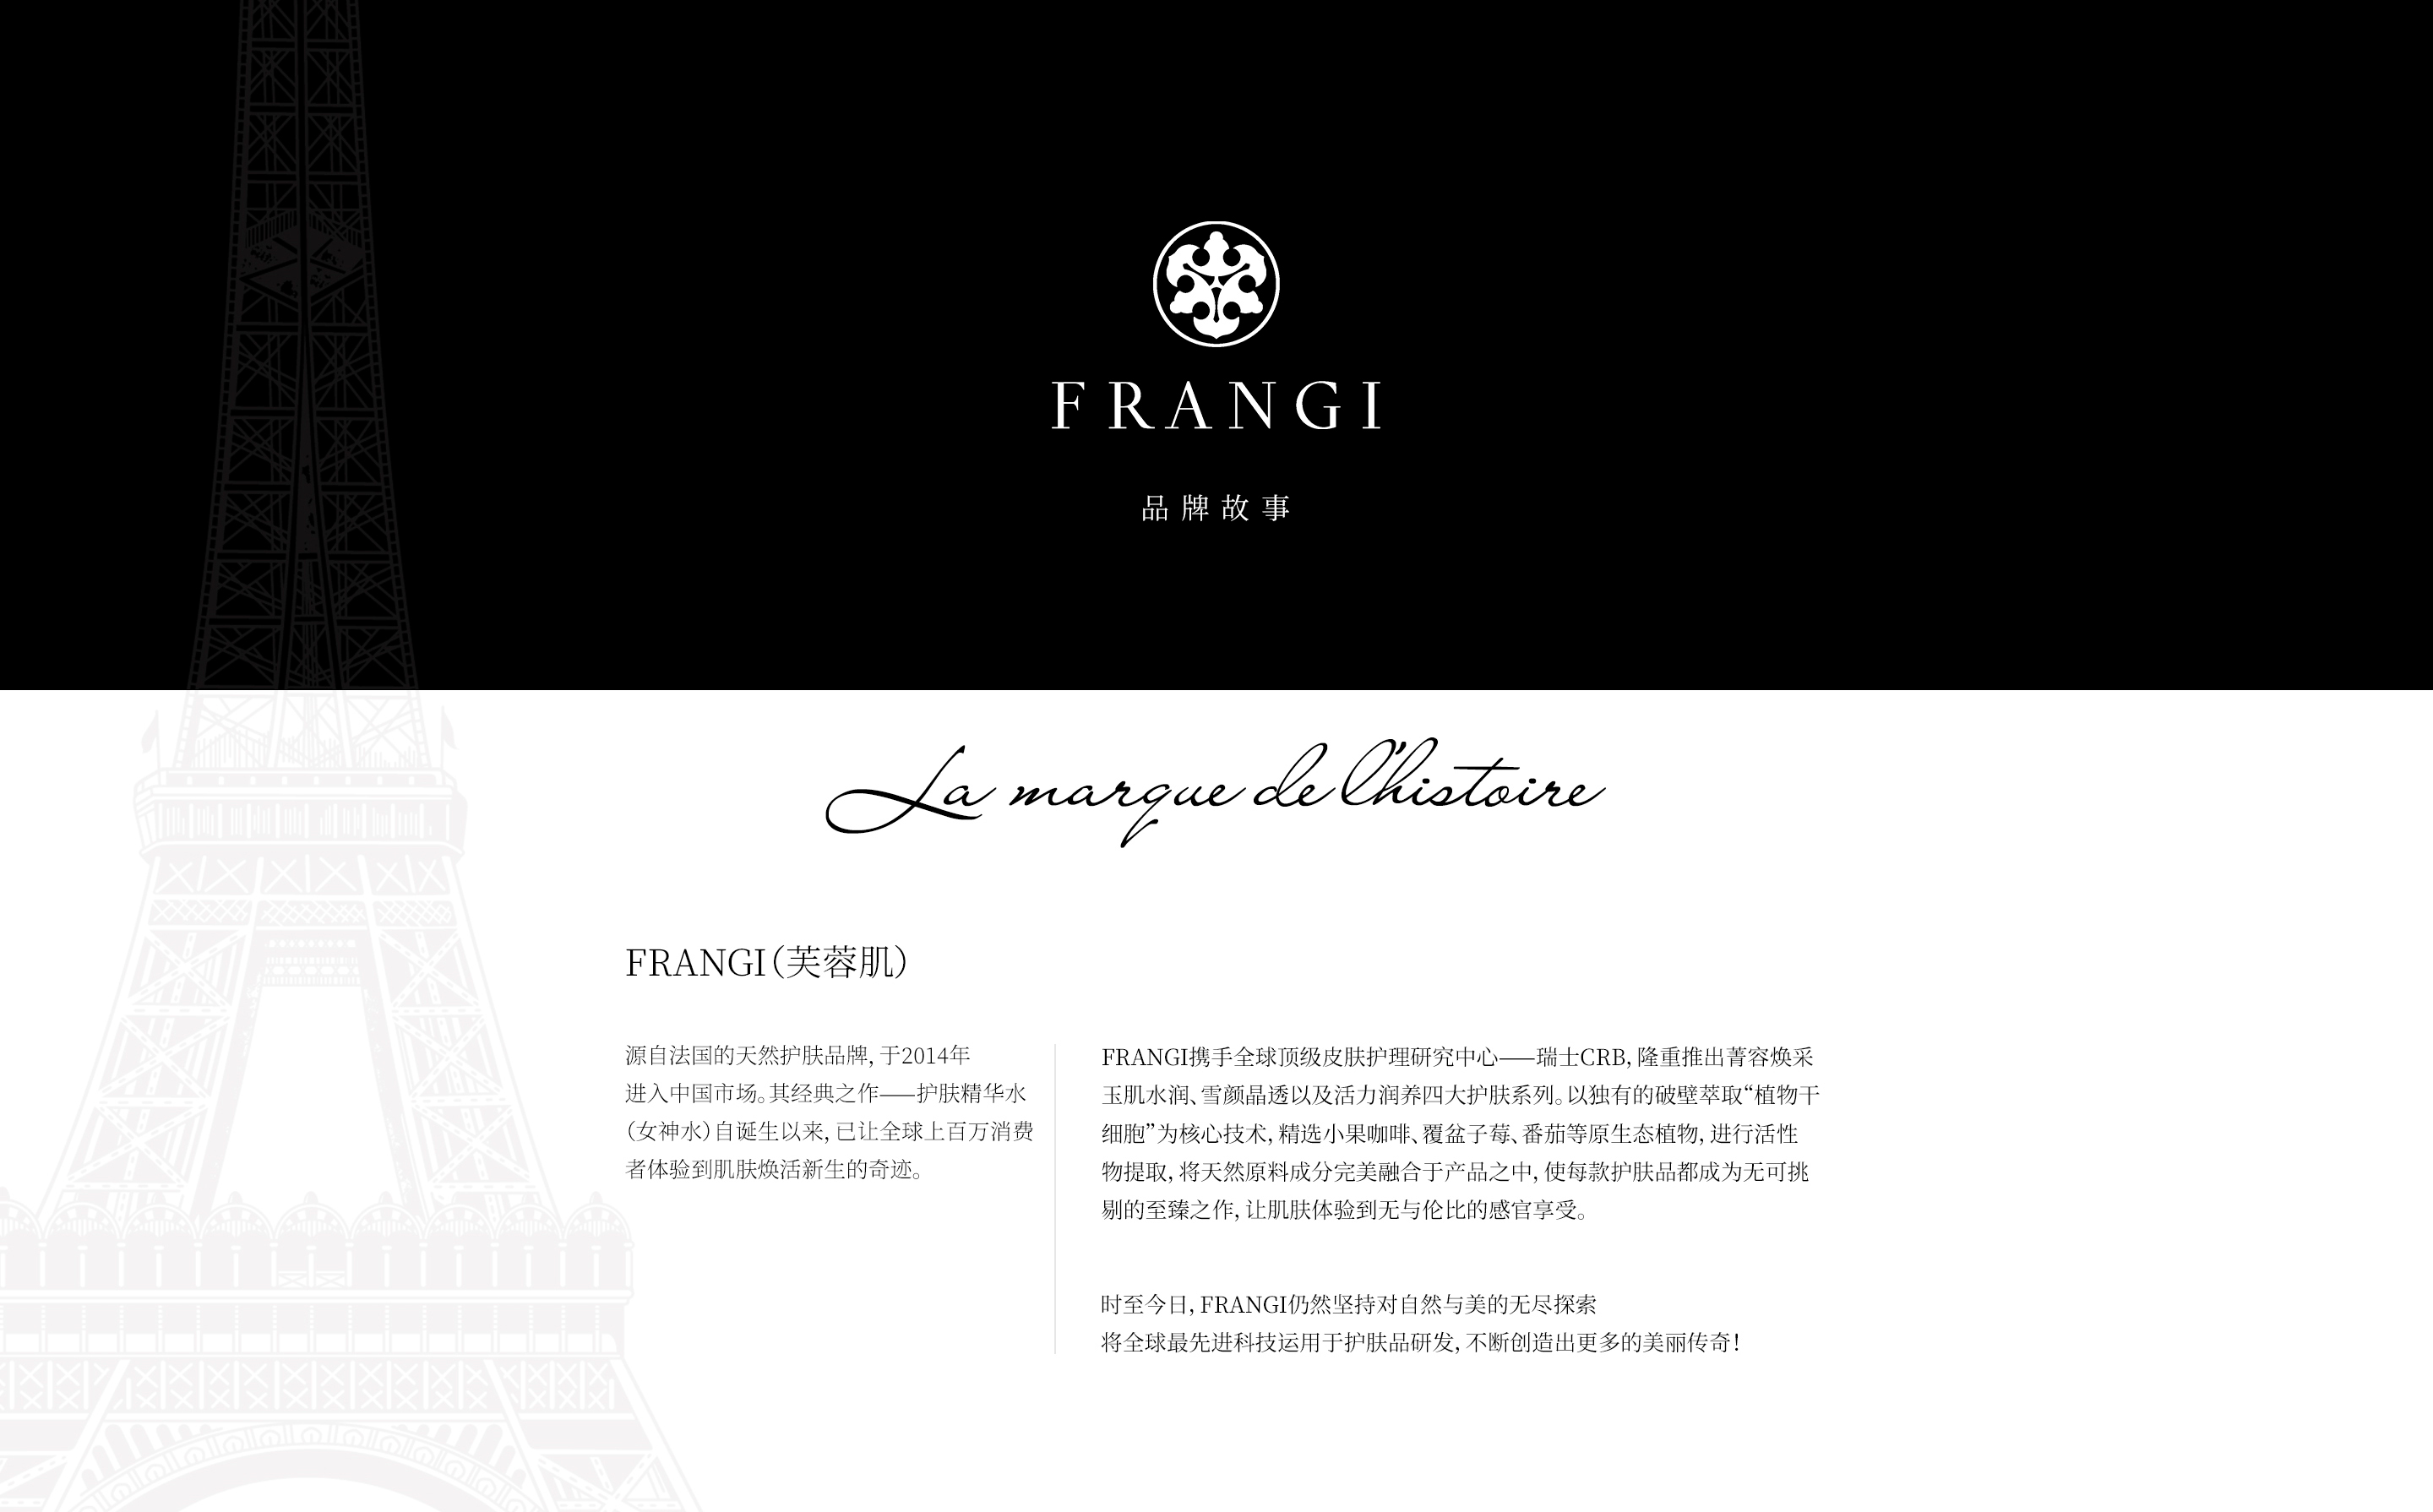 FRANGI
品牌故事
La marque de l'histoire
FRANGI（芙蓉肌）
源自法国的天然护肤品牌，于2014年
进入中国市场。其经典之作——护肤精华水
（女神水）自诞生以来，已让全球上百万消费
者体验到肌肤焕活新生的奇迹。
FRANGI携手全球顶级皮肤护理研究中心——瑞士CRB，隆重推出菁容焕采
玉肌水润、雪颜晶透以及活力润养四大护肤系列。以独有的破壁萃取“植物干
细胞”为核心技术，精选小果咖啡、覆盆子莓、番茄等原生态植物，进行活性
物提取，将天然原料成分完美融合于产品之中，使每款护肤品都成为无可挑
剔的至臻之作，让肌肤体验到无与伦比的感官享受。
时至今日，FRANGI仍然坚持对自然与美的无尽探索
将全球最先进科技运用于护肤品研发，不断创造出更多的美丽传奇！